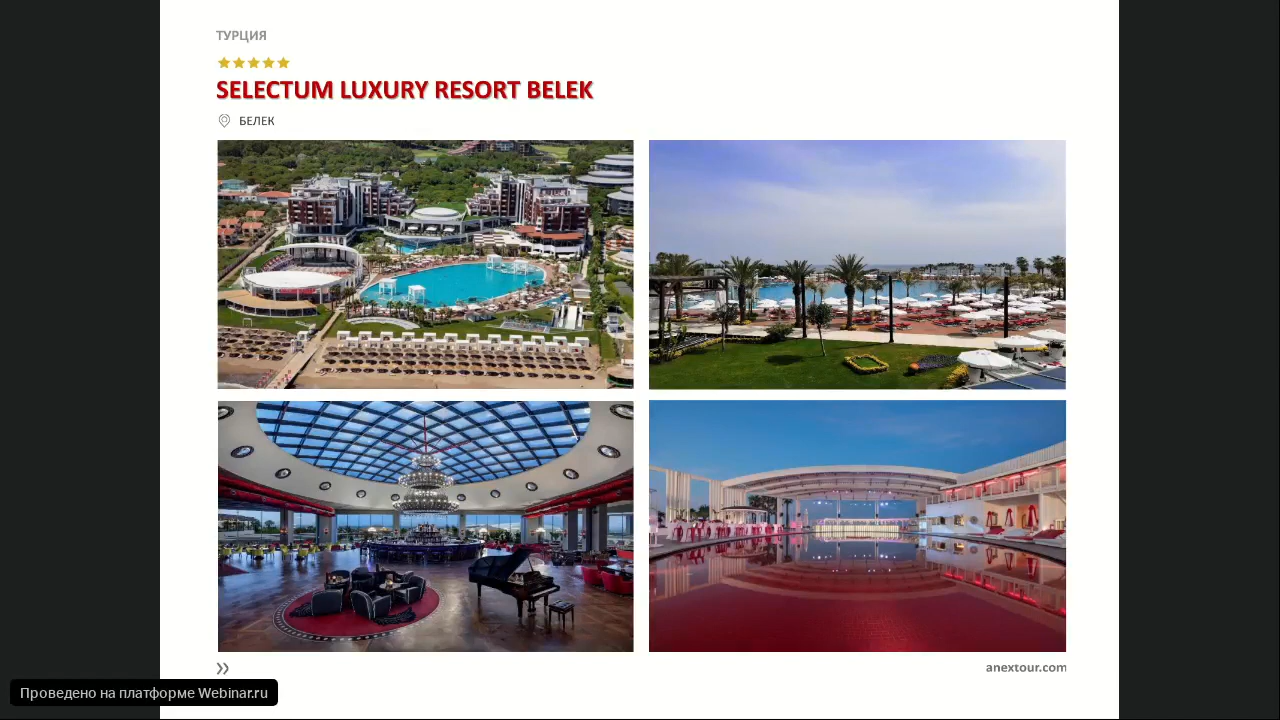 ТУРЦИЯ
SELECTUM LUXURY RESORT BELEK
БЕЛЕК
anextour.com
Проведено на платформе Webinar.ru